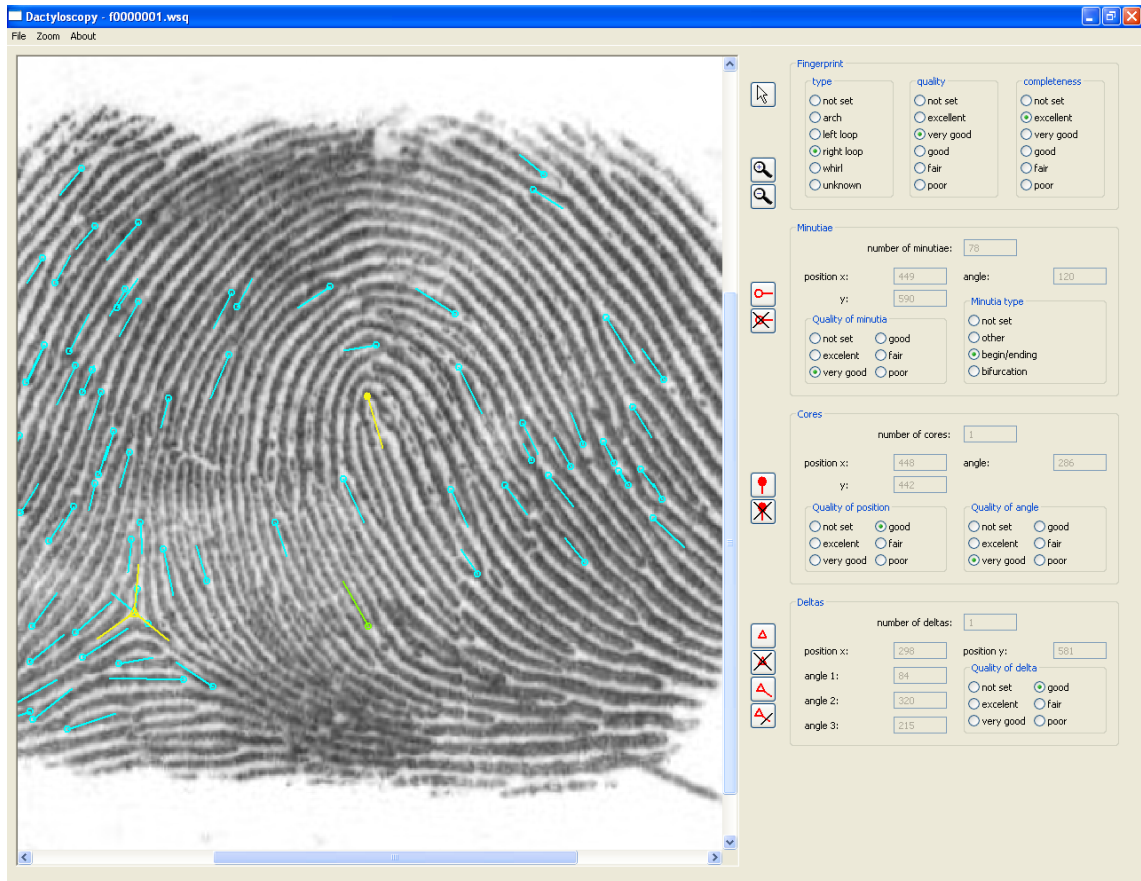 Dactyloscopy - f0000001.wsq
File Zoom About
Fingerprint
type quality completeness
not set not set not set
arch excellent excellent
left loop very good very good
right loop good good
whirl fair fair
unknown poor poor
Minutiae
number of minutiae: 78
position x: 449 angle: 120
y: 590
Minutia type
Quality of minutia not set
not set good other
excelent fair begin/ending
very good poor bifurcation
Cores
number of cores: 1
position x: 448 angle: 286
y: 442
Quality of position Quality of angle
not set good not set good
excelent fair excelent fair
very good poor very good poor
Deltas
number of deltas: 1
position x: 298 position y: 581
Quality of delta
angle 1: 84
not set good
angle 2: 320
excelent fair
very good poor
angle 3: 215